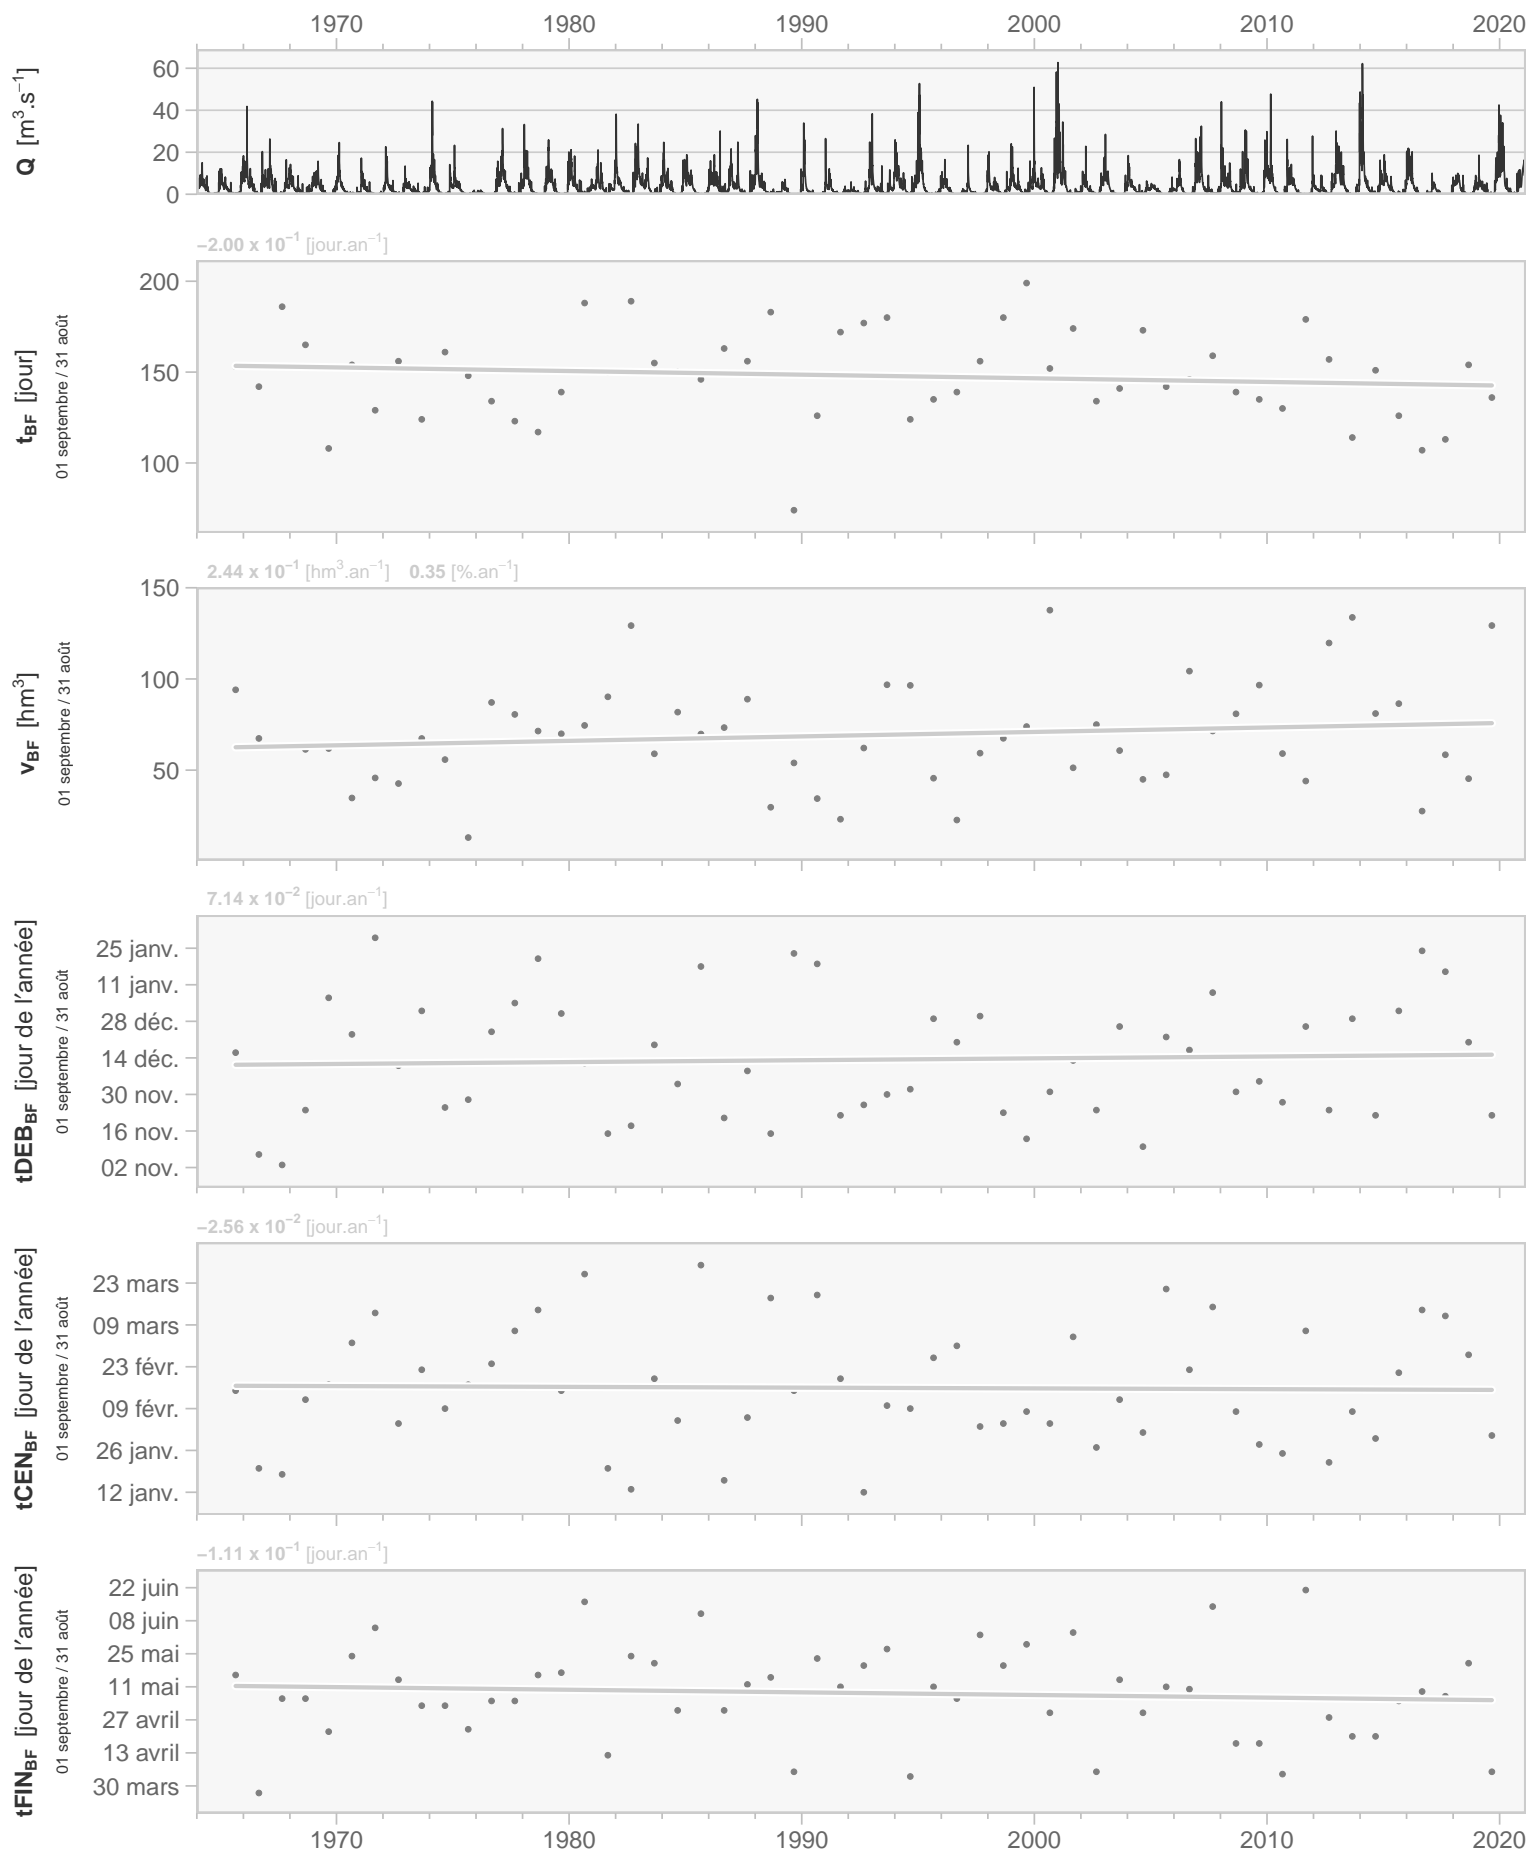 1970 1980 1990 2000 2010 2020
Q [m³.s⁻¹]
60
40
20
0
−2.00 x 10⁻¹ [jour.an⁻¹]
t_BF [jour]
01 septembre / 31 août
200
150
100
2.44 x 10⁻¹ [hm³.an⁻¹] 0.35 [%.an⁻¹]
v_BF [hm³]
01 septembre / 31 août
150
100
50
7.14 x 10⁻² [jour.an⁻¹]
tDEB_BF [jour de l'année]
01 septembre / 31 août
25 janv.
11 janv.
28 déc.
14 déc.
30 nov.
16 nov.
02 nov.
−2.56 x 10⁻² [jour.an⁻¹]
tCEN_BF [jour de l'année]
01 septembre / 31 août
23 mars
09 mars
23 févr.
09 févr.
26 janv.
12 janv.
−1.11 x 10⁻¹ [jour.an⁻¹]
tFIN_BF [jour de l'année]
01 septembre / 31 août
22 juin
08 juin
25 mai
11 mai
27 avril
13 avril
30 mars
1970 1980 1990 2000 2010 2020